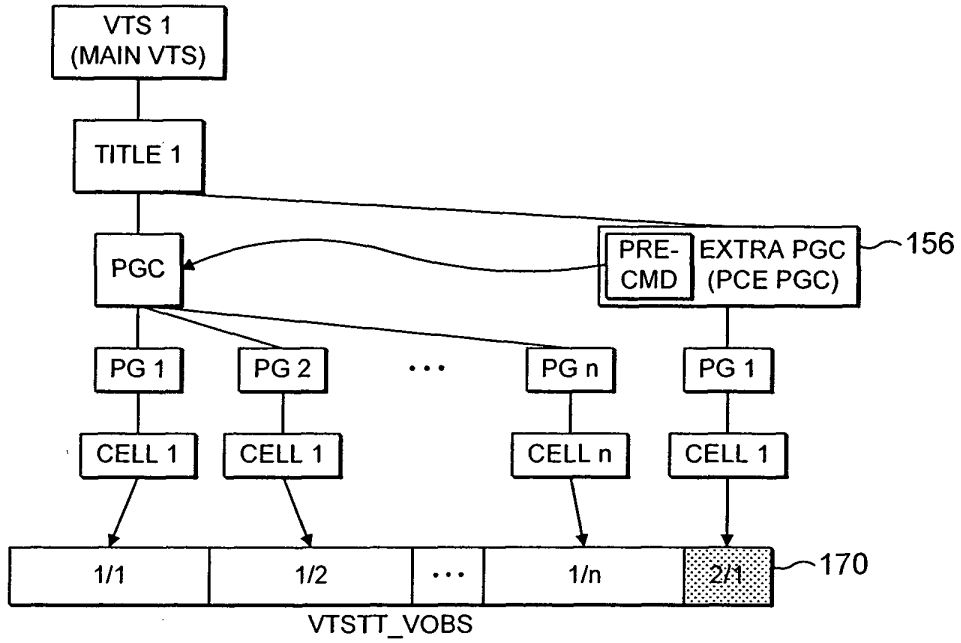 VTS 1
(MAIN VTS)
TITLE 1
PGC
PRE-
CMD
EXTRA PGC
(PCE PGC)
156
PG 1
PG 2
...
PG n
PG 1
CELL 1
CELL 1
CELL n
CELL 1
1/1
1/2
...
1/n
2/1
170
VTSTT_VOBS